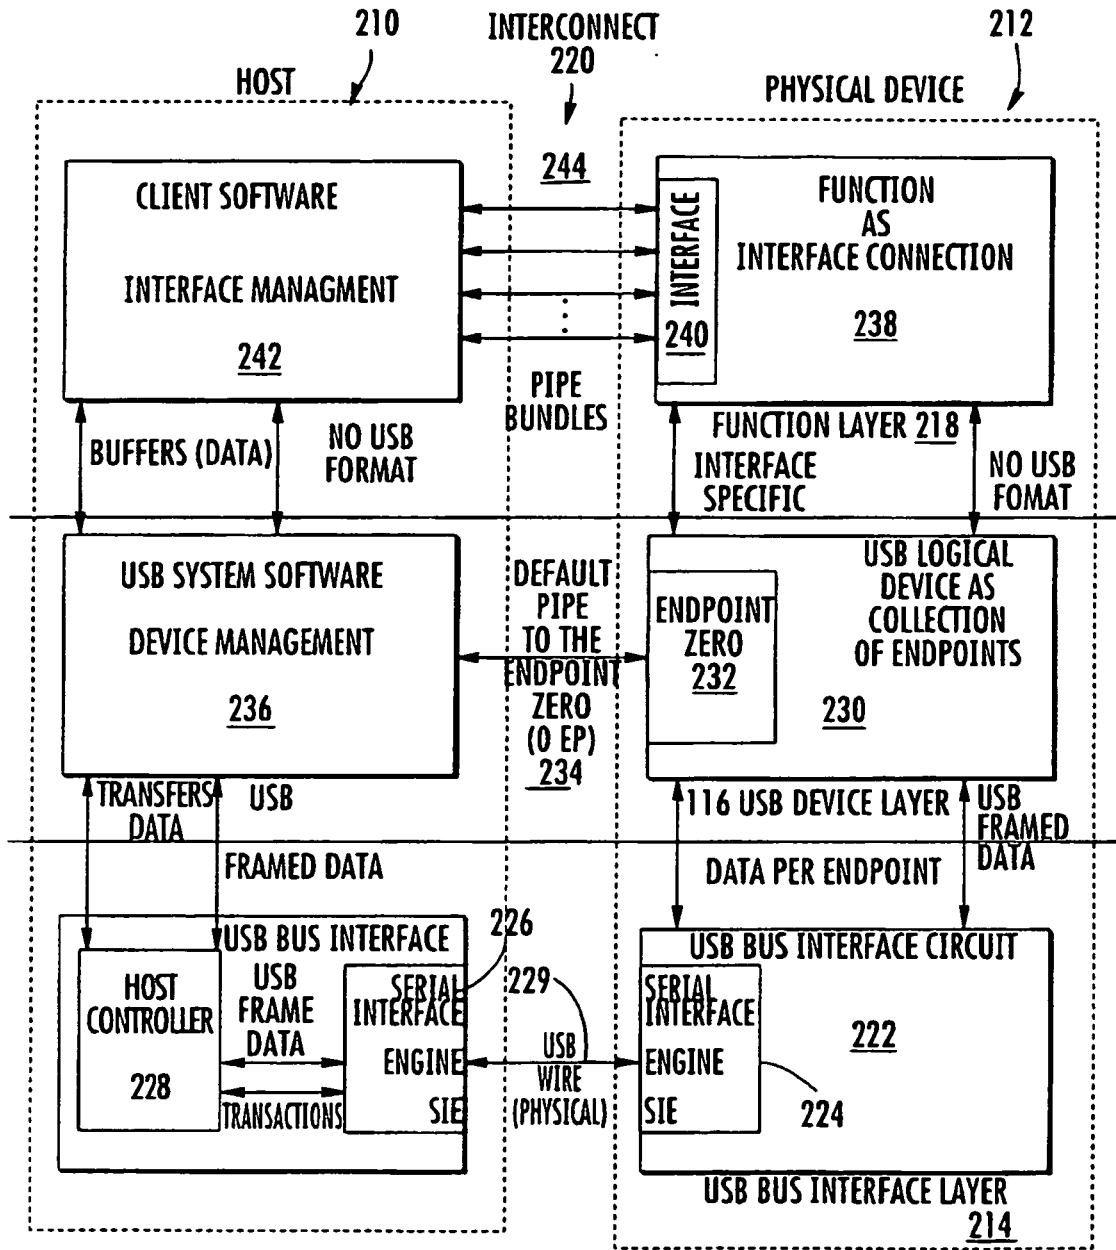 210
INTERCONNECT
220
212
HOST
PHYSICAL DEVICE
CLIENT SOFTWARE
INTERFACE MANAGMENT
242
244
INTERFACE
240
FUNCTION
AS
INTERFACE CONNECTION
238
PIPE
BUNDLES
BUFFERS (DATA)
NO USB
FORMAT
FUNCTION LAYER 218
INTERFACE
SPECIFIC
NO USB
FOMAT
USB SYSTEM SOFTWARE
DEVICE MANAGEMENT
236
DEFAULT
PIPE
TO THE
ENDPOINT
ZERO
(0 EP)
234
ENDPOINT
ZERO
232
USB LOGICAL
DEVICE AS
COLLECTION
OF ENDPOINTS
230
TRANSFERS
DATA
USB
FRAMED DATA
116 USB DEVICE LAYER
USB
FRAMED
DATA
DATA PER ENDPOINT
USB BUS INTERFACE
226
HOST
CONTROLLER
228
USB
FRAME
DATA
TRANSACTIONS
SERIAL
INTERFACE
ENGINE
SIE
229
USB
WIRE
(PHYSICAL)
USB BUS INTERFACE CIRCUIT
SERIAL
INTERFACE
ENGINE
SIE
222
224
USB BUS INTERFACE LAYER
214